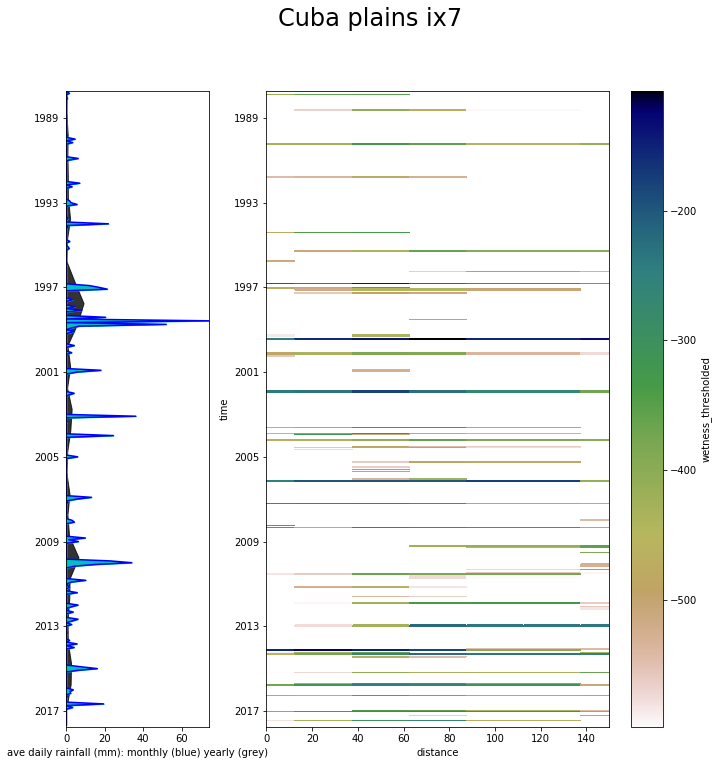 Cuba plains ix7
1989
1993
1997
2001
2005
2009
2013
2017
0 20 40 60
ave daily rainfall (mm): monthly (blue) yearly (grey)
time
1989
1993
1997
2001
2005
2009
2013
2017
0 20 40 60 80 100 120 140
distance
−200
−300
−400
−500
wetness_thresholded